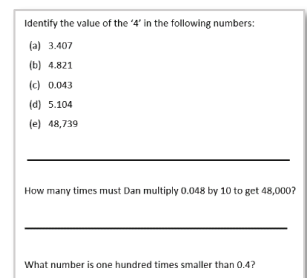 Identify the value of the ‘4’ in the following numbers:
(a) 3.407
(b) 4.821
(c) 0.043
(d) 5.104
(e) 48,739
How many times must Dan multiply 0.048 by 10 to get 48,000?
What number is one hundred times smaller than 0.4?